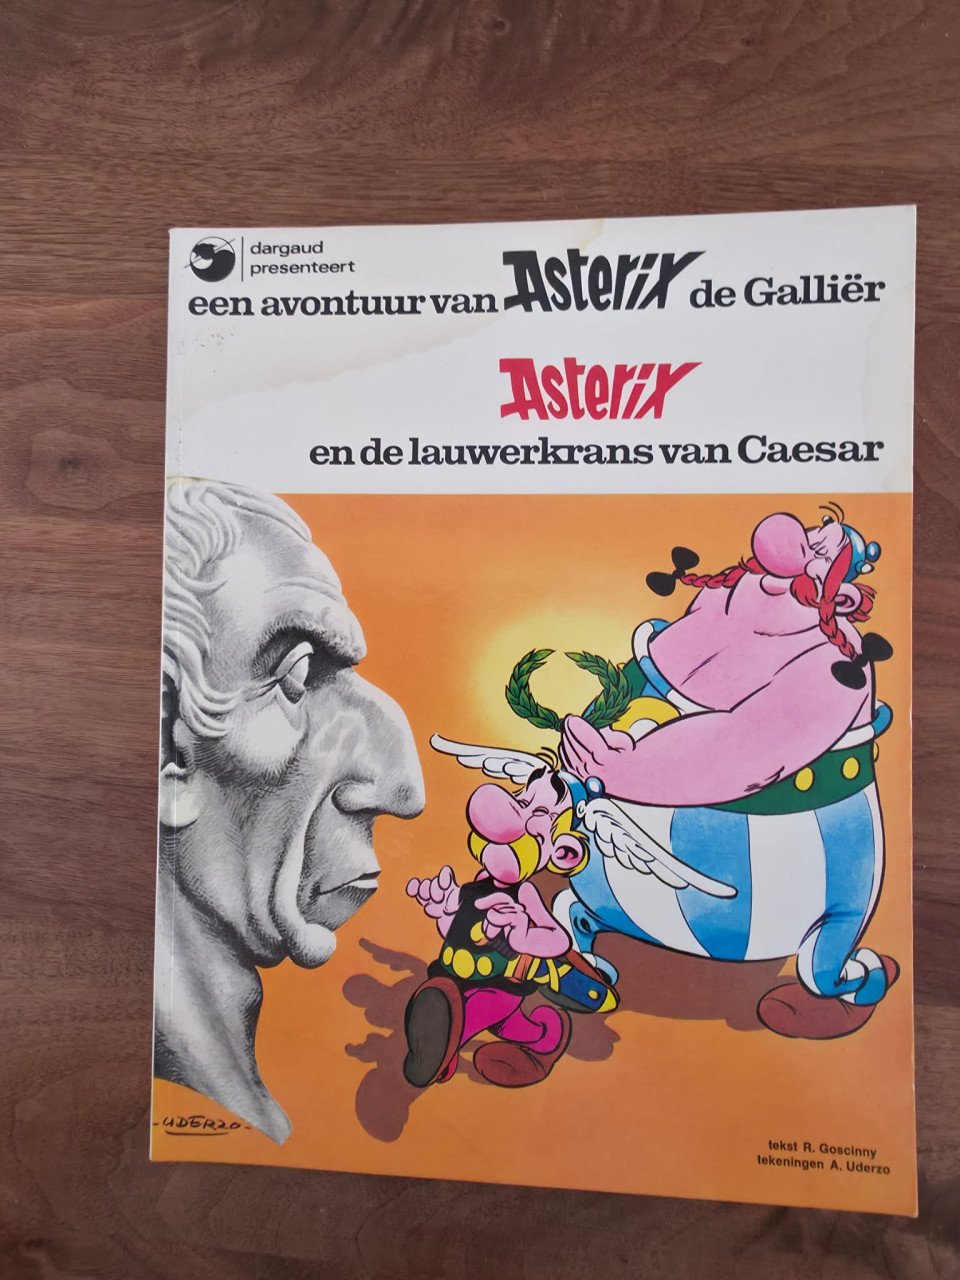 dargaud
presenteert
een avontuur van Asterix de Galliër
Asterix
en de lauwerkrans van Caesar
UDERZO
tekst R. Goscinny
tekeningen A. Uderzo